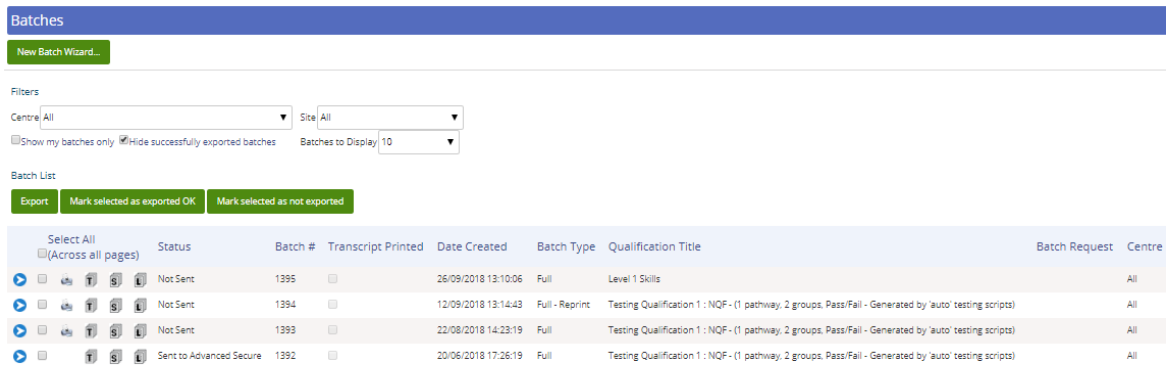 Batches
New Batch Wizard...
Filters
Centre All Site All
Show my batches only Hide successfully exported batches Batches to Display 10
Batch List
Export Mark selected as exported OK Mark selected as not exported
Select All (Across all pages) Status Batch # Transcript Printed Date Created Batch Type Qualification Title Batch Request Centre
T S L Not Sent 1395 26/09/2018 13:10:06 Full Level 1 Skills All
T S L Not Sent 1394 12/09/2018 13:14:43 Full - Reprint Testing Qualification 1 : NQF - (1 pathway, 2 groups, Pass/Fail - Generated by 'auto' testing scripts) All
T S L Not Sent 1393 22/08/2018 14:23:19 Full Testing Qualification 1 : NQF - (1 pathway, 2 groups, Pass/Fail - Generated by 'auto' testing scripts) All
T S L Sent to Advanced Secure 1392 20/06/2018 17:26:19 Full Testing Qualification 1 : NQF - (1 pathway, 2 groups, Pass/Fail - Generated by 'auto' testing scripts) All